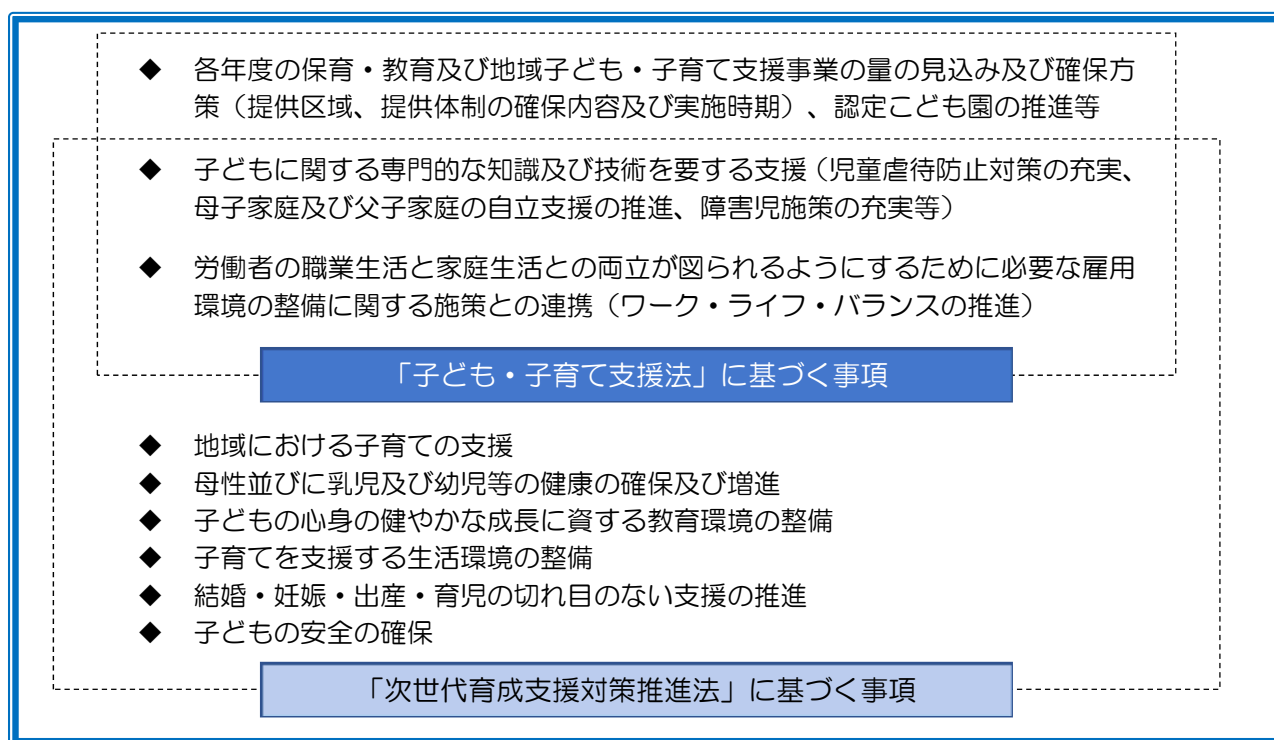 ◆ 各年度の保育・教育及び地域子ども・子育て支援事業の量の見込み及び確保方
策（提供区域、提供体制の確保内容及び実施時期）、認定こども園の推進等
◆ 子どもに関する専門的な知識及び技術を要する支援（児童虐待防止対策の充実、
母子家庭及び父子家庭の自立支援の推進、障害児施策の充実等）
◆ 労働者の職業生活と家庭生活との両立が図られるようにするために必要な雇用
環境の整備に関する施策との連携（ワーク・ライフ・バランスの推進）
「子ども・子育て支援法」に基づく事項
◆ 地域における子育ての支援
◆ 母性並びに乳児及び幼児等の健康の確保及び増進
◆ 子どもの心身の健やかな成長に資する教育環境の整備
◆ 子育てを支援する生活環境の整備
◆ 結婚・妊娠・出産・育児の切れ目のない支援の推進
◆ 子どもの安全の確保
「次世代育成支援対策推進法」に基づく事項